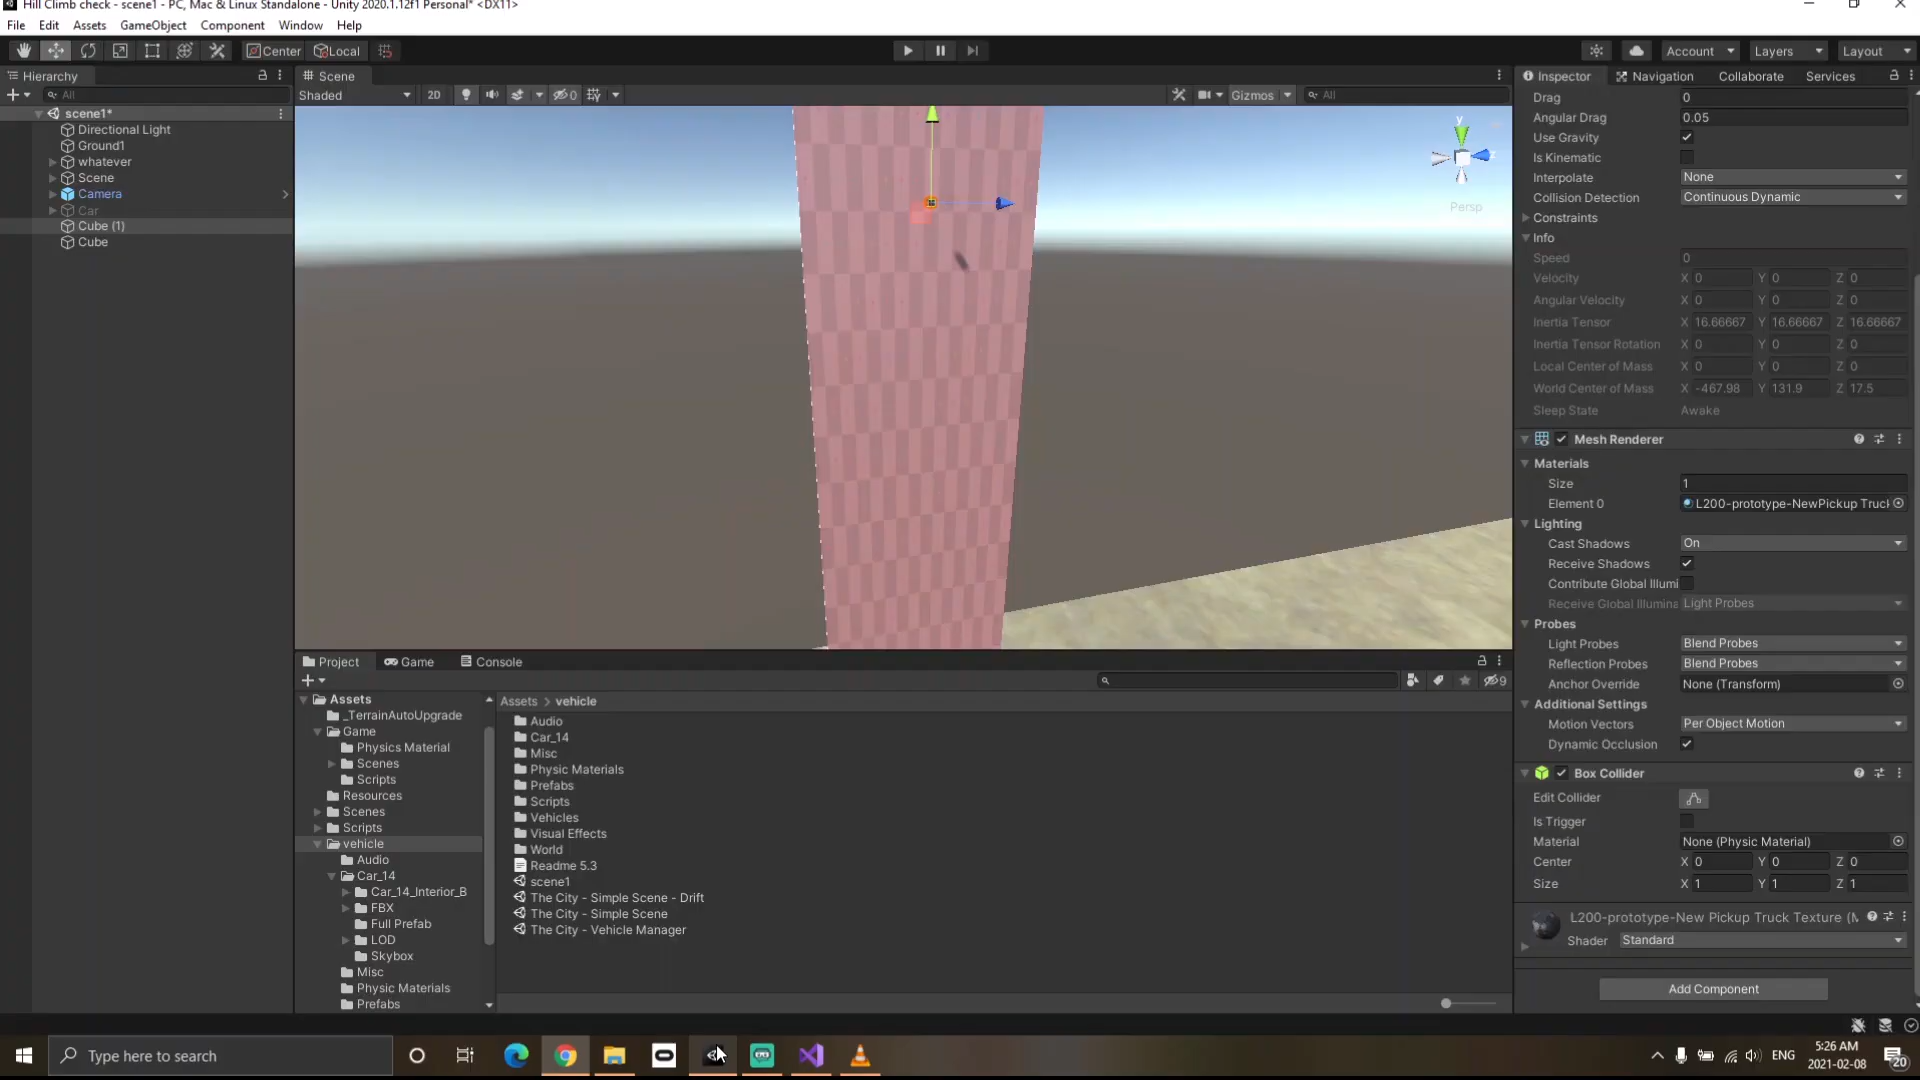 Hill Climb check - scene1 - PC, Mac & Linux Standalone - Unity 2020.1.12f1 Personal* <DX11>
File Edit Assets GameObject Component Window Help
Center Local
Account Layers Layout
Hierarchy
All
scene1*
Directional Light
Ground1
whatever
Scene
Camera
Car
Cube (1)
Cube
Scene
Shaded 2D 0 Gizmos All
y
z
Persp
Project Game Console
9
Assets
_TerrainAutoUpgrade
Game
Physics Material
Scenes
Scripts
Resources
Scenes
Scripts
vehicle
Audio
Car_14
Car_14_Interior_B
FBX
Full Prefab
LOD
Skybox
Misc
Physic Materials
Prefabs
Assets > vehicle
Audio
Car_14
Misc
Physic Materials
Prefabs
Scripts
Vehicles
Visual Effects
World
Readme 5.3
scene1
The City - Simple Scene - Drift
The City - Simple Scene
The City - Vehicle Manager
Inspector Navigation Collaborate Services
Drag 0
Angular Drag 0.05
Use Gravity
Is Kinematic
Interpolate None
Collision Detection Continuous Dynamic
Constraints
Info
Speed 0
Velocity X 0 Y 0 Z 0
Angular Velocity X 0 Y 0 Z 0
Inertia Tensor X 16.66667 Y 16.66667 Z 16.66667
Inertia Tensor Rotation X 0 Y 0 Z 0
Local Center of Mass X 0 Y 0 Z 0
World Center of Mass X -467.98 Y 131.9 Z 17.5
Sleep State Awake
Mesh Renderer
Materials
Size 1
Element 0 L200-prototype-NewPickup Truck
Lighting
Cast Shadows On
Receive Shadows
Contribute Global Illumi
Receive Global Illumina Light Probes
Probes
Light Probes Blend Probes
Reflection Probes Blend Probes
Anchor Override None (Transform)
Additional Settings
Motion Vectors Per Object Motion
Dynamic Occlusion
Box Collider
Edit Collider
Is Trigger
Material None (Physic Material)
Center X 0 Y 0 Z 0
Size X 1 Y 1 Z 1
L200-prototype-New Pickup Truck Texture (M
Shader Standard
Add Component
Type here to search
ENG
5:26 AM
2021-02-08
20